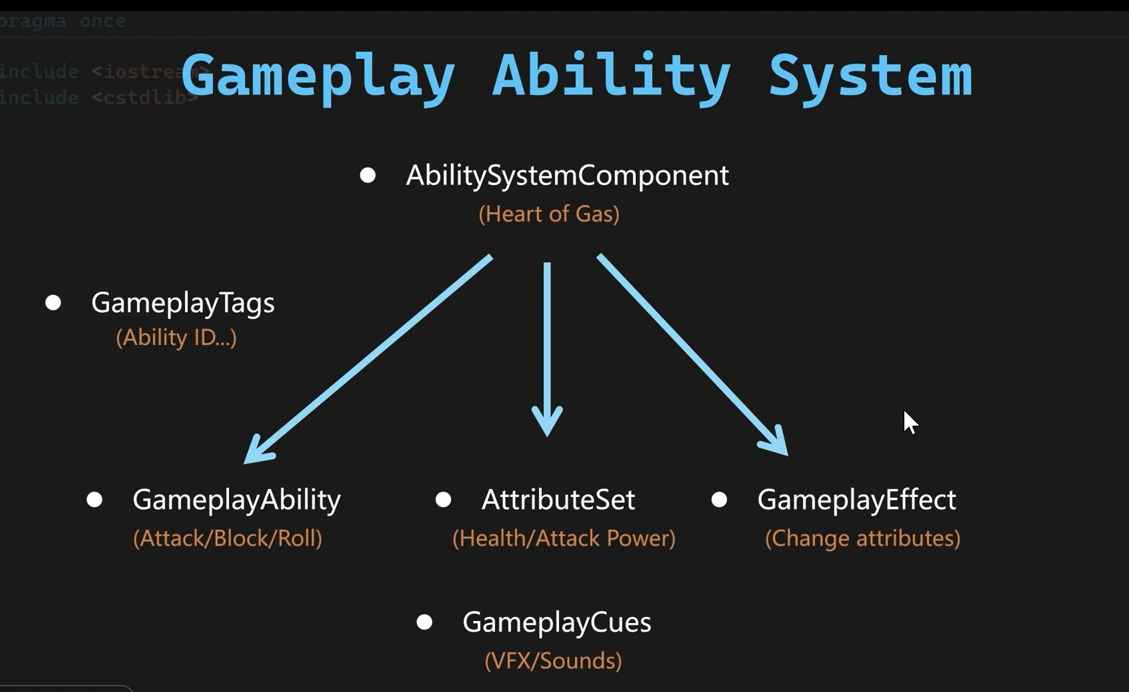 pragma once
Gameplay Ability System
include <iostream>
include <cstdlib>
AbilitySystemComponent
(Heart of Gas)
GameplayTags
(Ability ID...)
GameplayAbility
(Attack/Block/Roll)
AttributeSet
(Health/Attack Power)
GameplayEffect
(Change attributes)
GameplayCues
(VFX/Sounds)